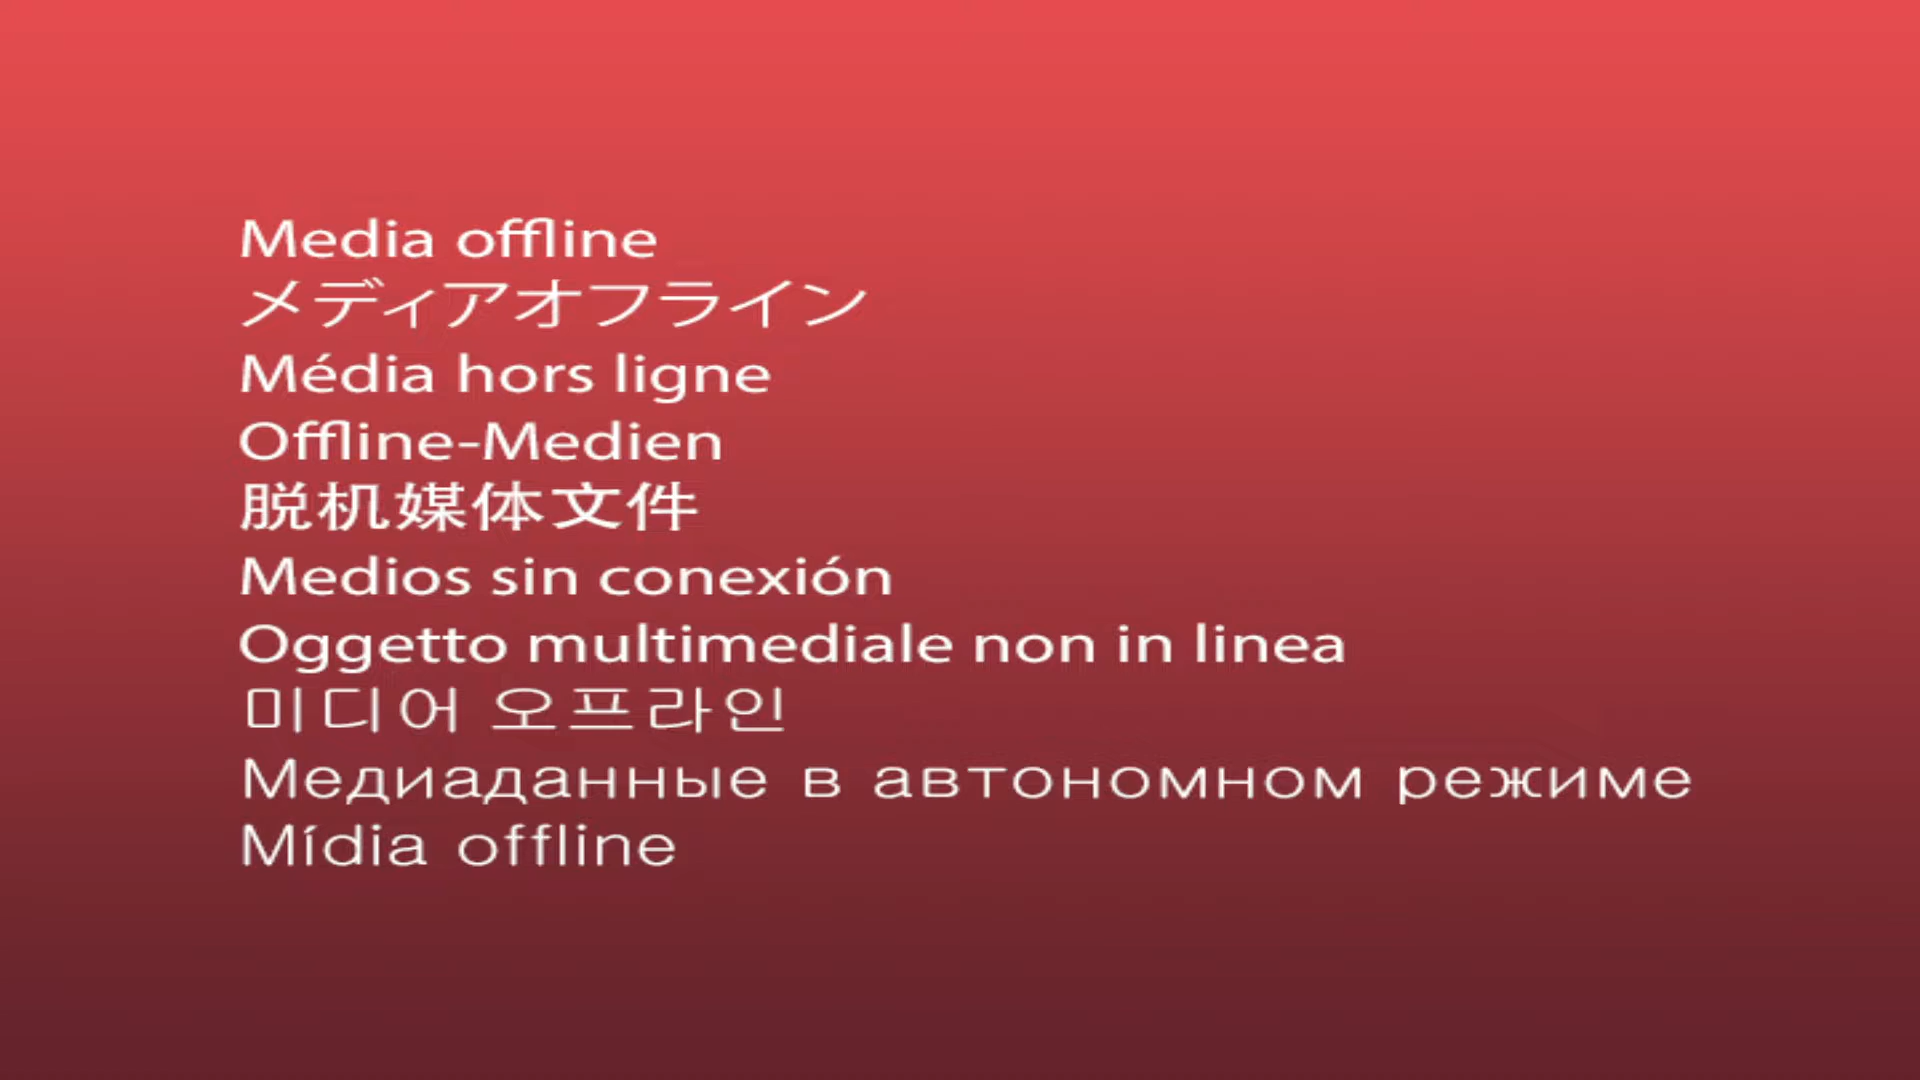 Media offline
メディアオフライン
Média hors ligne
Offline-Medien
脱机媒体文件
Medios sin conexión
Oggetto multimediale non in linea
미디어 오프라인
Медиаданные в автономном режиме
Mídia offline